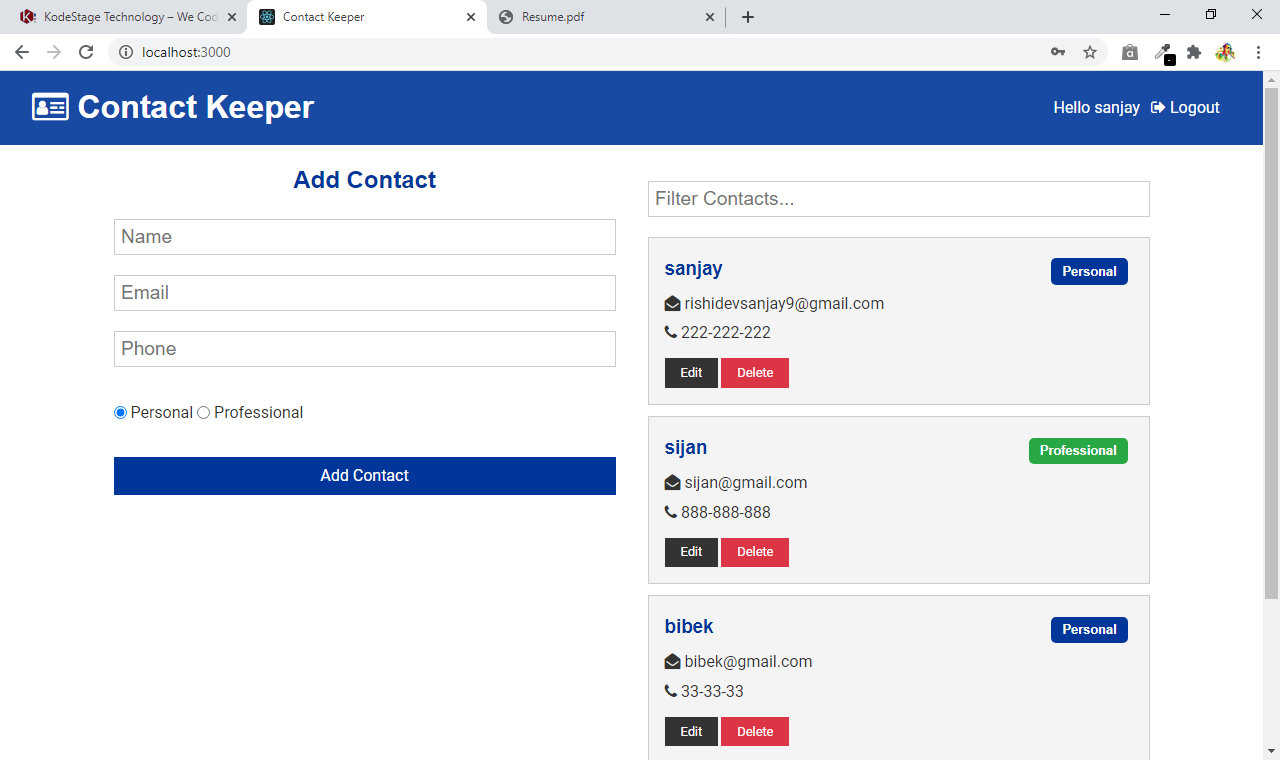 KodeStage Technology – We Cod
Contact Keeper
Resume.pdf
localhost:3000
Contact Keeper
Hello sanjay Logout
Add Contact
Name
Email
Phone
Personal Professional
Add Contact
Filter Contacts...
sanjay
Personal
rishidevsanjay9@gmail.com
222-222-222
Edit Delete
sijan
Professional
sijan@gmail.com
888-888-888
Edit Delete
bibek
Personal
bibek@gmail.com
33-33-33
Edit Delete